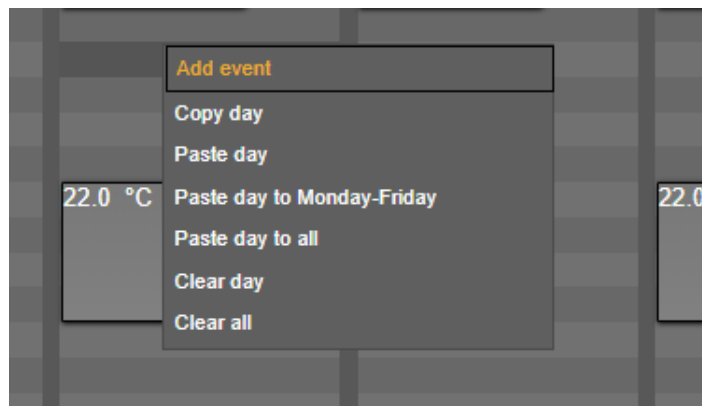 Add event
Copy day
Paste day
22.0 °C
Paste day to Monday-Friday
22.0
Paste day to all
Clear day
Clear all